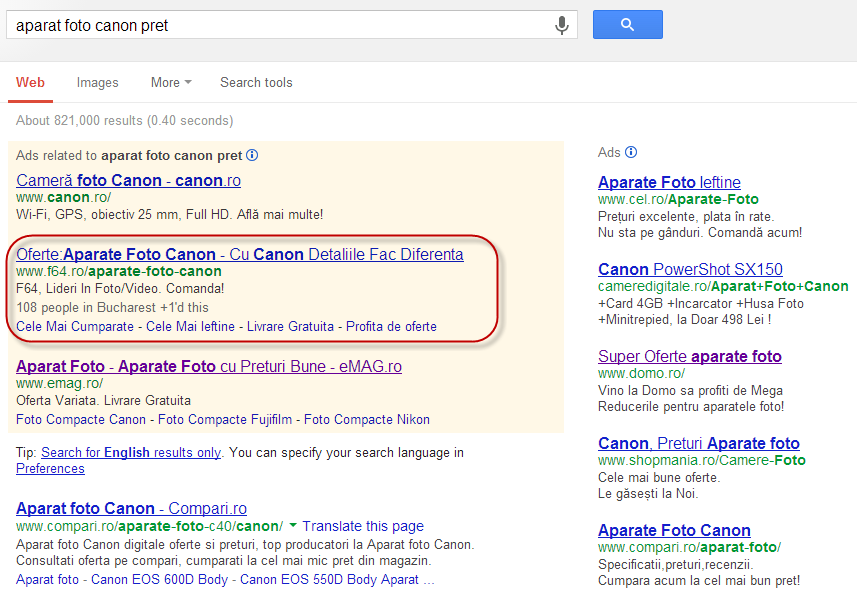 aparat foto canon pret
Web Images More Search tools
About 821,000 results (0.40 seconds)
Ads related to aparat foto canon pret
Cameră foto Canon - canon.ro
www.canon.ro/
Wi-Fi, GPS, obiectiv 25 mm, Full HD. Află mai multe!
Oferte:Aparate Foto Canon - Cu Canon Detaliile Fac Diferenta
www.f64.ro/aparate-foto-canon
F64, Lideri In Foto/Video. Comanda!
108 people in Bucharest +1'd this
Cele Mai Cumparate - Cele Mai Ieftine - Livrare Gratuita - Profita de oferte
Aparat Foto - Aparate Foto cu Preturi Bune - eMAG.ro
www.emag.ro/
Oferta Variata. Livrare Gratuita
Foto Compacte Canon - Foto Compacte Fujifilm - Foto Compacte Nikon
Tip: Search for English results only. You can specify your search language in
Preferences
Aparat foto Canon - Compari.ro
www.compari.ro/aparate-foto-c40/canon/ Translate this page
Aparat foto Canon digitale oferte si preturi, top producatori la Aparat foto Canon.
Consultati oferta pe compari, cumparati la cel mai mic pret din magazin.
Aparat foto - Canon EOS 600D Body - Canon EOS 550D Body Aparat ...
Ads
Aparate Foto Ieftine
www.cel.ro/Aparate-Foto
Prețuri excelente, plata în rate.
Nu sta pe gânduri. Comandă acum!
Canon PowerShot SX150
cameredigitale.ro/Aparat+Foto+Canon
+Card 4GB +Incarcator +Husa Foto
+Minitrepied, la Doar 498 Lei !
Super Oferte aparate foto
www.domo.ro/
Vino la Domo sa profiti de Mega
Reducerile pentru aparatele foto!
Canon, Preturi Aparate foto
www.shopmania.ro/Camere-Foto
Cele mai bune oferte.
Le găsești la Noi.
Aparate Foto Canon
www.compari.ro/aparat-foto/
Specificatii,preturi,recenzii.
Cumpara acum la cel mai bun pret!